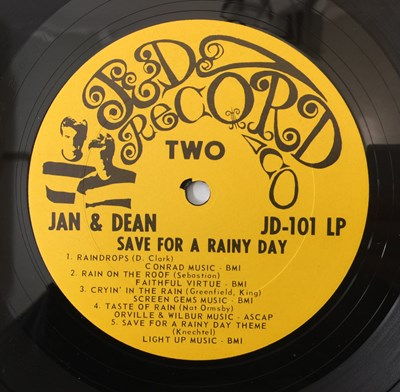 J&D
RECORD
CO
TWO
JAN & DEAN JD-101 LP
SAVE FOR A RAINY DAY
1. RAINDROPS (D. Clark)
CONRAD MUSIC - BMI
2. RAIN ON THE ROOF (Sebastian)
FAITHFUL VIRTUE - BMI
3. CRYIN' IN THE RAIN (Greenfield, King)
SCREEN GEMS MUSIC - BMI
4. TASTE OF RAIN (Nat Ormsby)
ORVILLE & WILBUR MUSIC - ASCAP
5. SAVE FOR A RAINY DAY THEME
(Knechtel)
LIGHT UP MUSIC - BMI